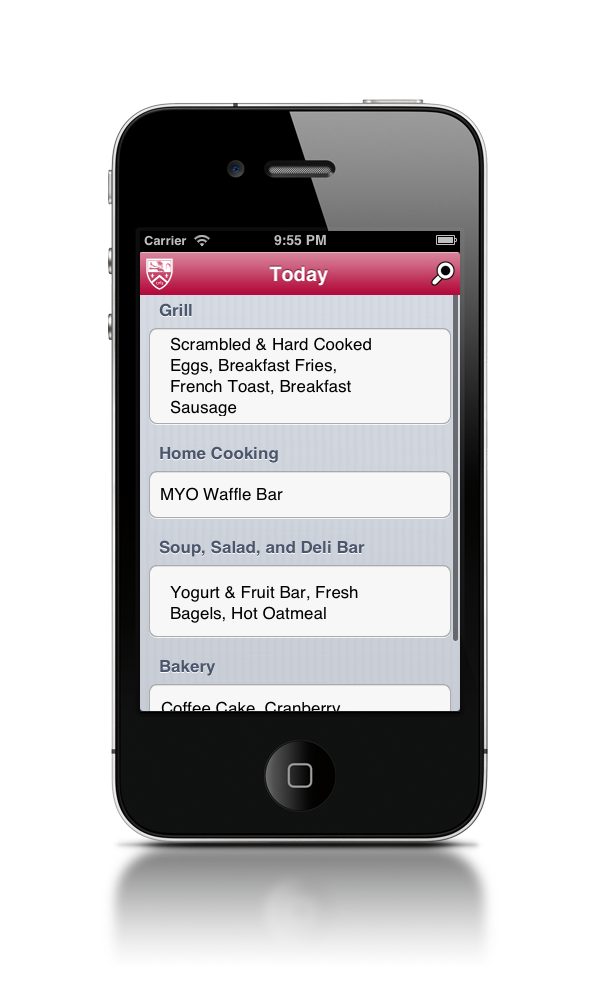 Carrier 9:55 PM
Today
Grill
Scrambled & Hard Cooked
Eggs, Breakfast Fries,
French Toast, Breakfast
Sausage
Home Cooking
MYO Waffle Bar
Soup, Salad, and Deli Bar
Yogurt & Fruit Bar, Fresh
Bagels, Hot Oatmeal
Bakery
Coffee Cake, Cranberry